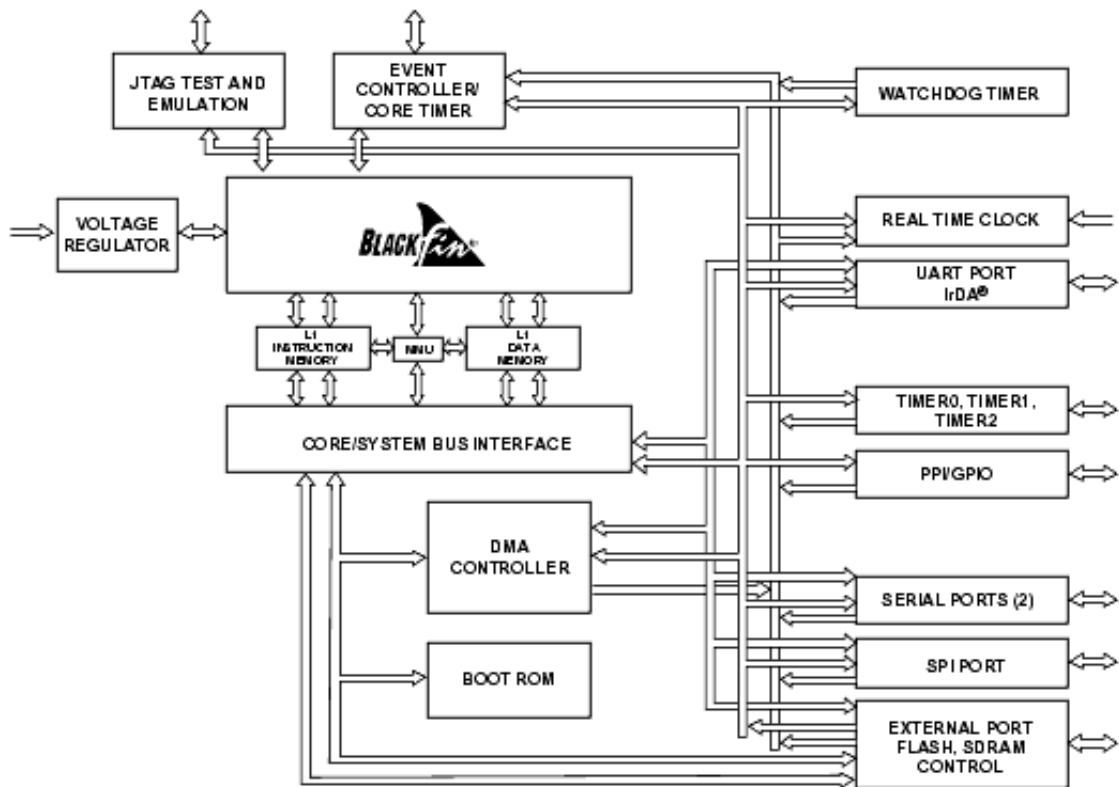 JTAG TEST AND
EMULATION
EVENT
CONTROLLER/
CORE TIMER
WATCHDOG TIMER
VOLTAGE
REGULATOR
BLACKfin®
REAL TIME CLOCK
UART PORT
IrDA®
L1
INSTRUCTION
MEMORY
MMU
L1
DATA
MEMORY
TIMER0, TIMER1,
TIMER2
CORE/SYSTEM BUS INTERFACE
PPI/GPIO
DMA
CONTROLLER
SERIAL PORTS (2)
SPI PORT
BOOT ROM
EXTERNAL PORT
FLASH, SDRAM
CONTROL